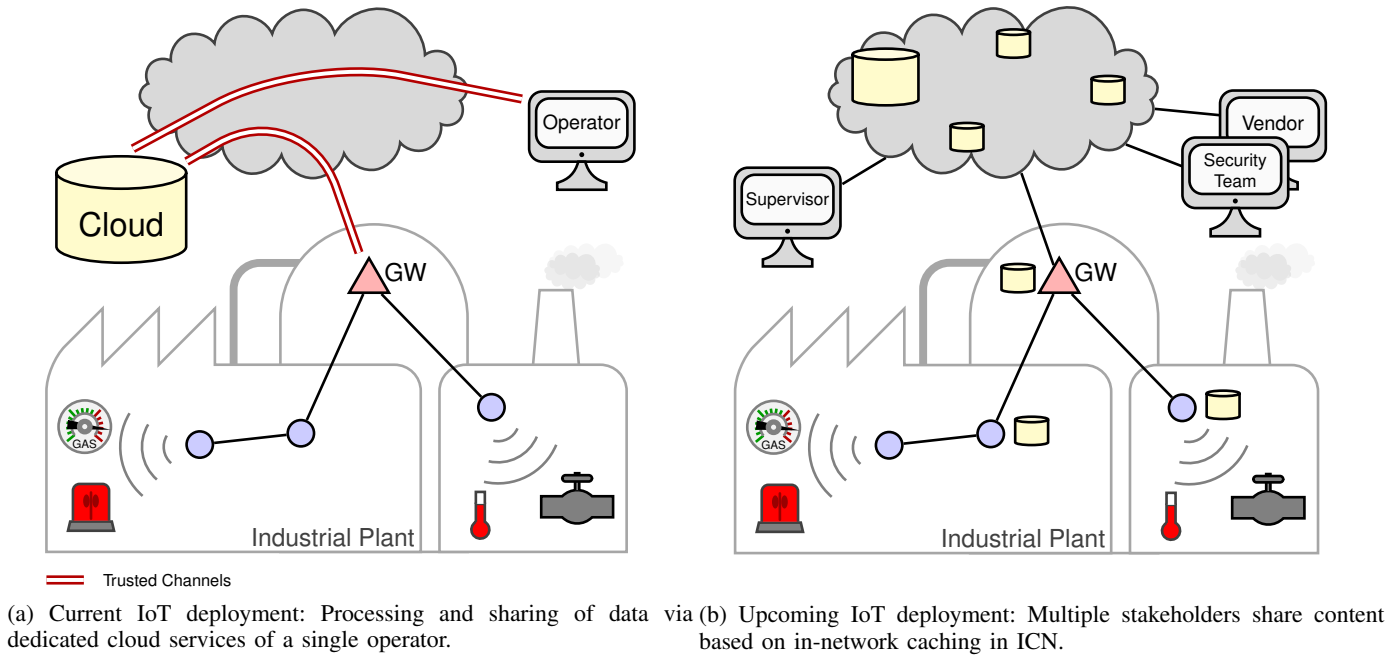 Operator
Cloud
GW
GAS
Industrial Plant
Trusted Channels
(a) Current IoT deployment: Processing and sharing of data via
dedicated cloud services of a single operator.
Vendor
Security
Team
Supervisor
GW
GAS
Industrial Plant
(b) Upcoming IoT deployment: Multiple stakeholders share content
based on in-network caching in ICN.